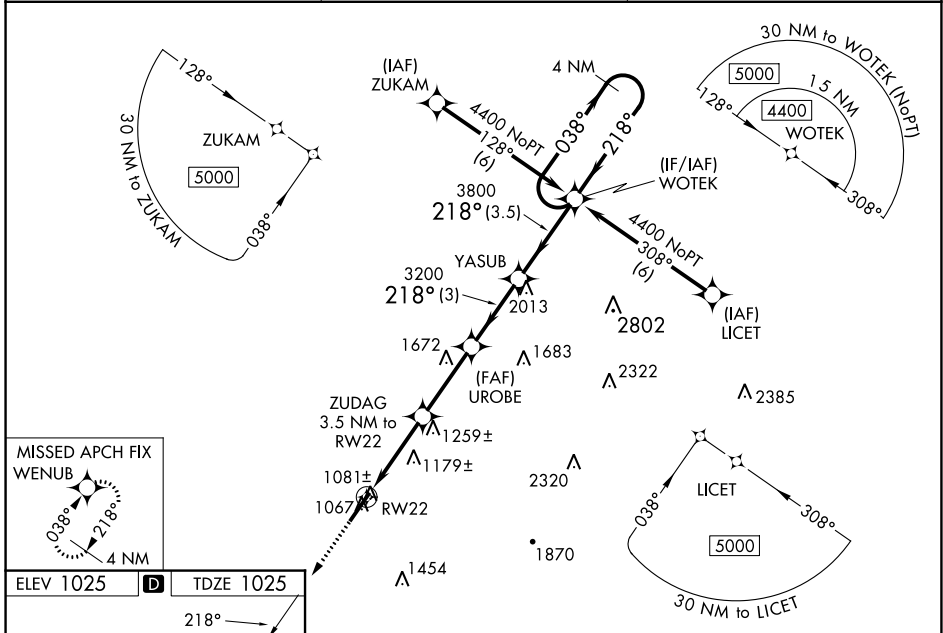 128°
ZUKAM
5000
30 NM to ZUKAM
038°
(IAF)
ZUKAM
4400 NoPT
128°
(6)
4 NM
038°
218°
(IF/IAF)
WOTEK
30 NM to WOTEK (NoPT)
5000
15 NM
4400
128°
WOTEK
308°
3800
218° (3.5)
4400 NoPT
308°
(6)
(IAF)
LICET
YASUB
3200
218° (3)
2013
2802
1672
1683
(FAF)
UROBE
2322
2385
ZUDAG
3.5 NM to
RW22
1259±
1179±
2320
1081±
1067
RW22
1870
1454
MISSED APCH FIX
WENUB
038°
218°
4 NM
LICET
038°
308°
5000
30 NM to LICET
ELEV 1025 D TDZE 1025
218°